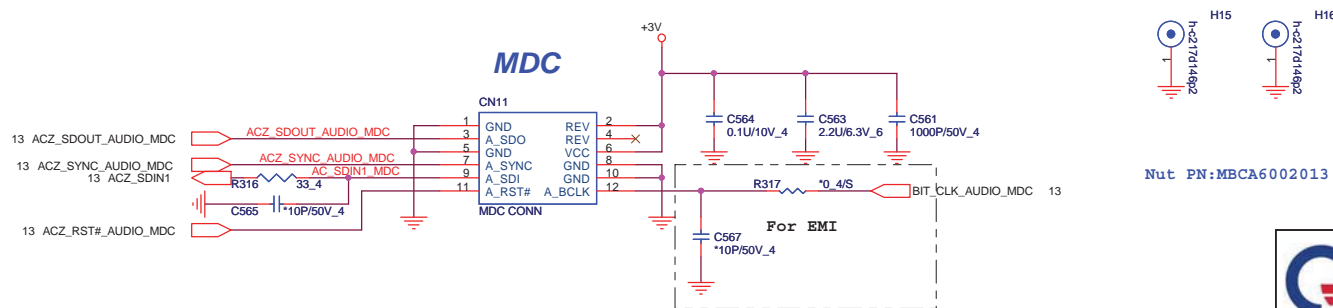 +3V
H15
H16
h-c217d146p2
h-c217d146p2
1
1
MDC
CN11
1 GND REV 2
3 A_SDO REV 4
5 GND VCC 6
7 A_SYNC GND 8
9 A_SDI GND 10
11 A_RST# A_BCLK 12
MDC CONN
13 ACZ_SDOUT_AUDIO_MDC
ACZ_SDOUT_AUDIO_MDC
13 ACZ_SYNC_AUDIO_MDC
ACZ_SYNC_AUDIO_MDC
13 ACZ_SDIN1
AC_SDIN1_MDC
R316 33_4
C565 *10P/50V_4
13 ACZ_RST#_AUDIO_MDC
C564
0.1U/10V_4
C563
2.2U/6.3V_6
C561
1000P/50V_4
R317 *0_4/S
BIT_CLK_AUDIO_MDC 13
For EMI
C567
*10P/50V_4
Nut PN:MBCA6002013